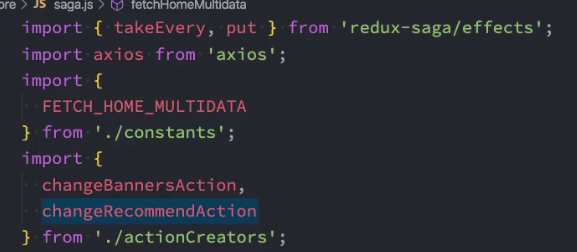 ore > JS saga.js > fetchHomeMultidata
import { takeEvery, put } from 'redux-saga/effects';
import axios from 'axios';
import {
  FETCH_HOME_MULTIDATA
} from './constants';
import {
  changeBannersAction,
  changeRecommendAction
} from './actionCreators';